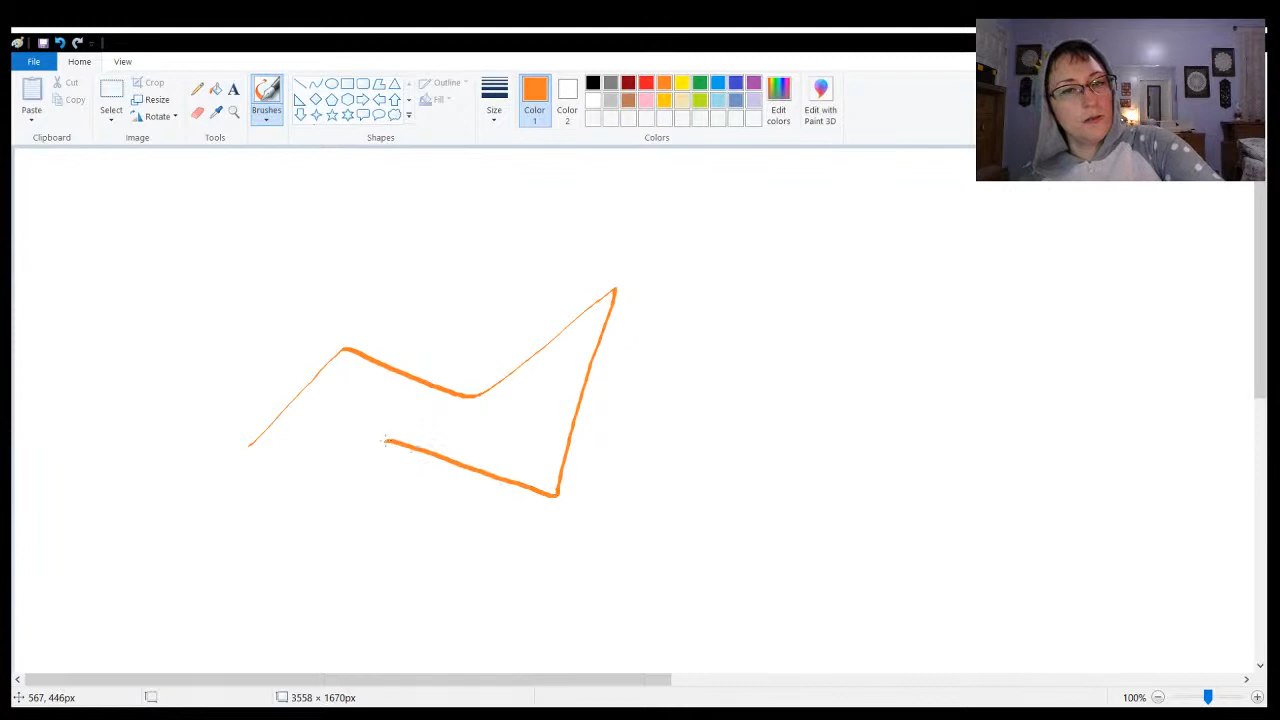 File Home View
Cut
Copy
Paste
Clipboard
Crop
Resize
Rotate
Select
Image
A
Tools
Brushes
Outline
Fill
Shapes
Size
Color 1
Color 2
Edit colors
Edit with Paint 3D
Colors
567, 446px
3558 × 1670px
100%